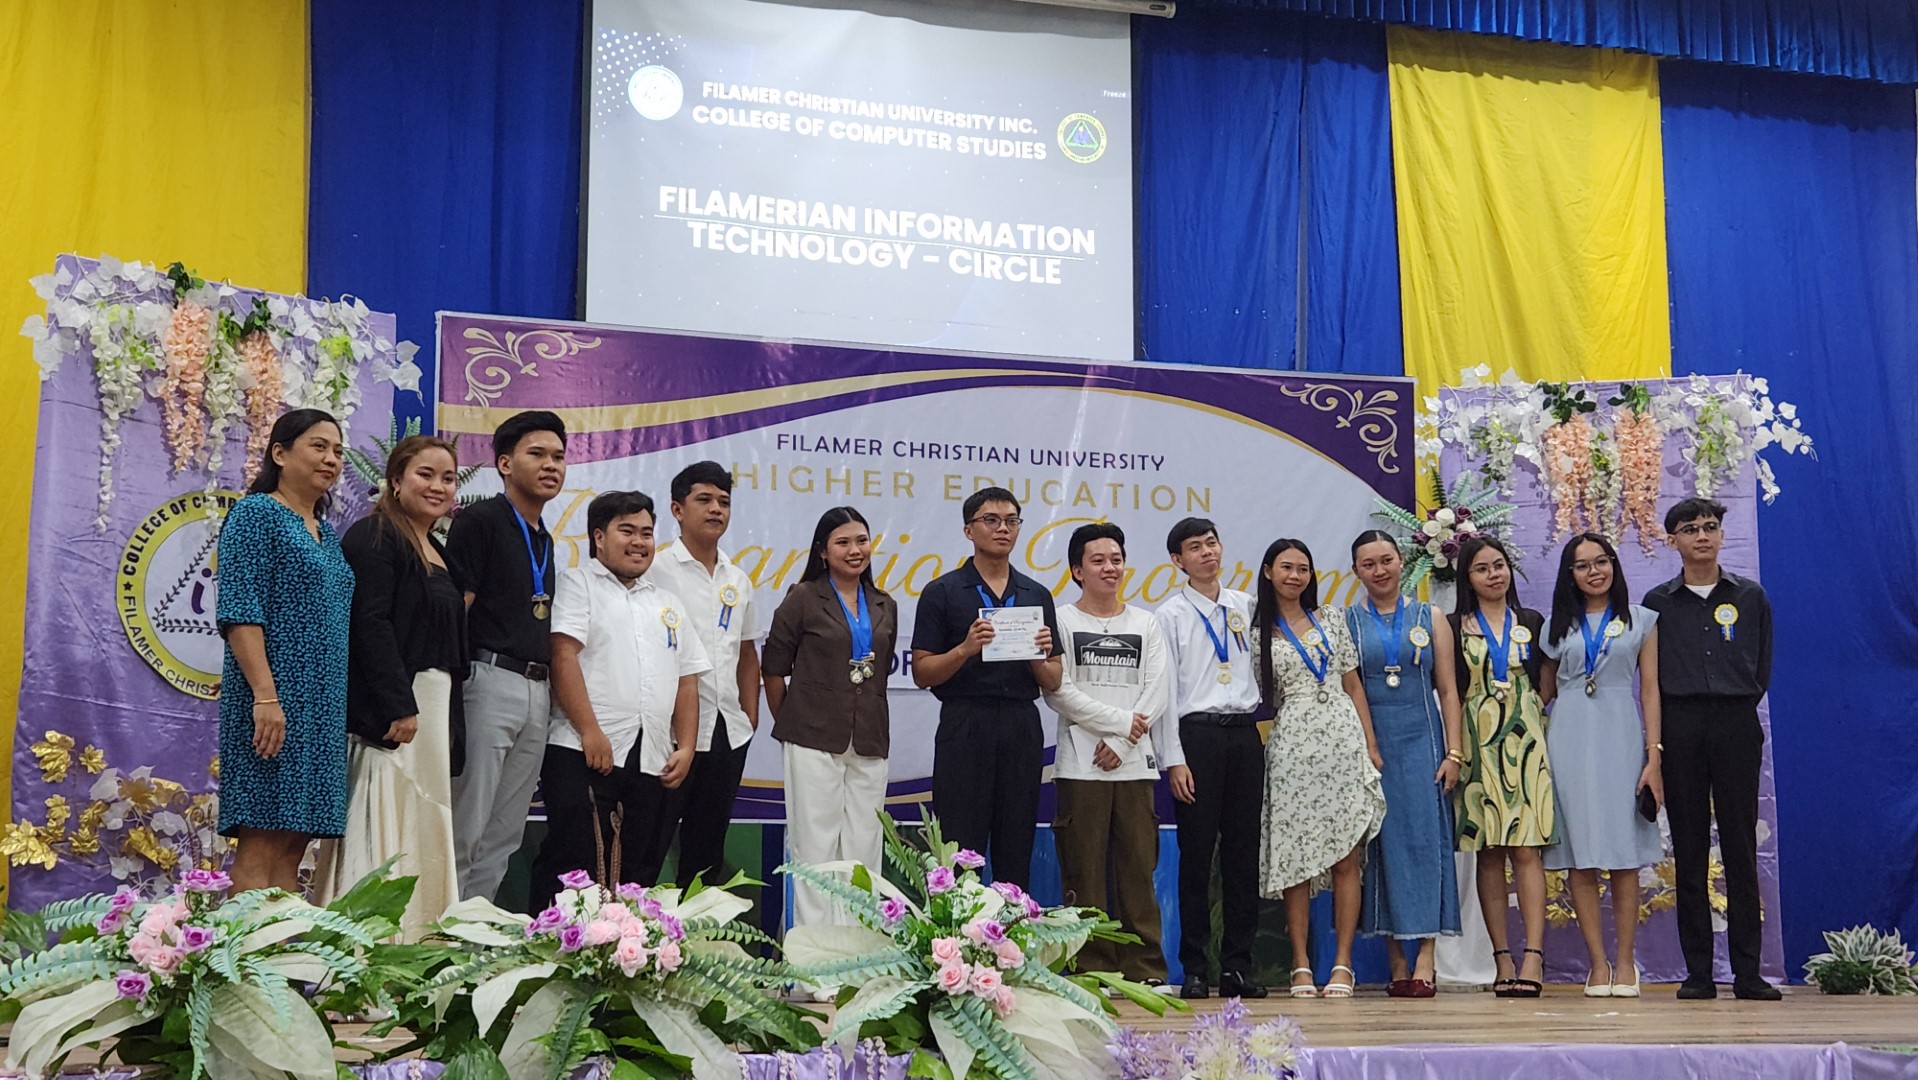 Freeze
FILAMER CHRISTIAN UNIVERSITY INC.
COLLEGE OF COMPUTER STUDIES
FILAMERIAN INFORMATION
TECHNOLOGY - CIRCLE
FILAMER CHRISTIAN UNIVERSITY
HIGHER EDUCATION
COLLEGE OF
FILAMER CHRIS
Mountain